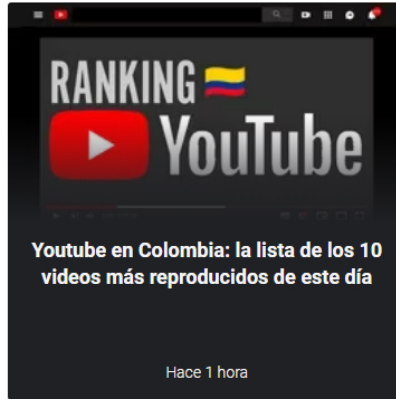 RANKING
YouTube
Youtube en Colombia: la lista de los 10
videos más reproducidos de este día
Hace 1 hora